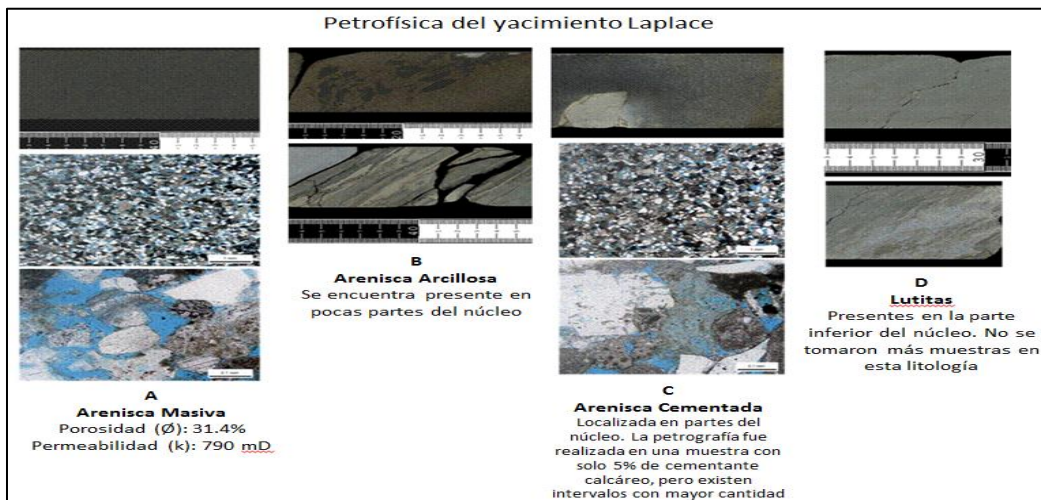 Petrofísica del yacimiento Laplace
A
Arenisca Masiva
Porosidad (Ø): 31.4%
Permeabilidad (k): 790 mD
B
Arenisca Arcillosa
Se encuentra presente en
pocas partes del núcleo
C
Arenisca Cementada
Localizada en partes del
núcleo. La petrografía fue
realizada en una muestra con
solo 5% de cementante
calcáreo, pero existen
intervalos con mayor cantidad
D
Lutitas
Presentes en la parte
inferior del núcleo. No se
tomaron más muestras en
esta litología